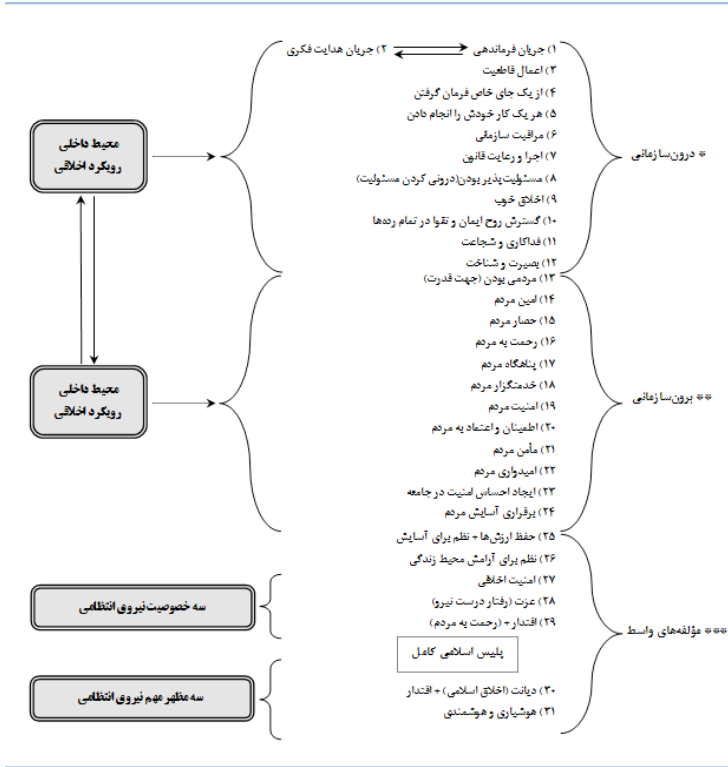 ۱) جریان فرماندهی ۲) جریان هدایت فکری
۳) اعمال قاطعیت
۴) از یک جای خاص فرمان گرفتن
۵) هر یک کار خودش را انجام دادن
۶) مراقبت سازمانی
۷) اجرا و رعایت قانون
۸) مسئولیت‌پذیر بودن(درونی کردن مسئولیت)
۹) اخلاق خوب
۱۰) گسترش روح ایمان و تقوا در تمام رده‌ها
۱۱) فداکاری و شجاعت
۱۲) بصیرت و شناخت
* درون‌سازمانی
محیط داخلی
رویکرد اخلاقی
۱۳) مردمی بودن (جهت قدرت)
۱۴) امین مردم
۱۵) حصار مردم
۱۶) رحمت به مردم
۱۷) پناهگاه مردم
۱۸) خدمتگزار مردم
۱۹) امنیت مردم
۲۰) اطمینان و اعتماد به مردم
۲۱) مأمن مردم
۲۲) امیدواری مردم
۲۳) ایجاد احساس امنیت در جامعه
۲۴) برقراری آسایش مردم
** برون‌سازمانی
محیط داخلی
رویکرد اخلاقی
۲۵) حفظ ارزش‌ها + نظم برای آسایش
۲۶) نظم برای آرامش محیط زندگی
۲۷) امنیت اخلاقی
۲۸) عزت (رفتار درست نیرو)
۲۹) اقتدار + (رحمت به مردم)
پلیس اسلامی کامل
۳۰) دیانت (اخلاق اسلامی) + اقتدار
۳۱) هوشیاری و هوشمندی
*** مؤلفه‌های واسط
سه خصوصیت نیروی انتظامی
سه مظهر مهم نیروی انتظامی